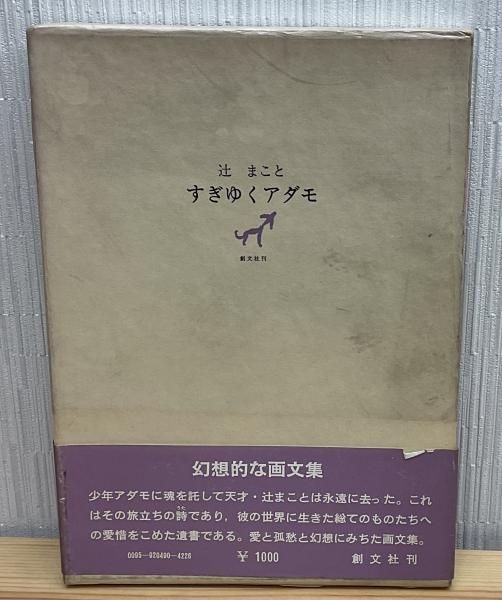 辻 まこと
すぎゆくアダモ
創文社刊
幻想的な画文集
少年アダモに魂を託して天才・辻まことは永遠に去った。これ
はその旅立ちの詩であり,彼の世界に生きた総てのものたちへ
の愛惜をこめた遺書である。愛と孤愁と幻想にみちた画文集。
0095-920490-4226 ¥1000 創文社刊